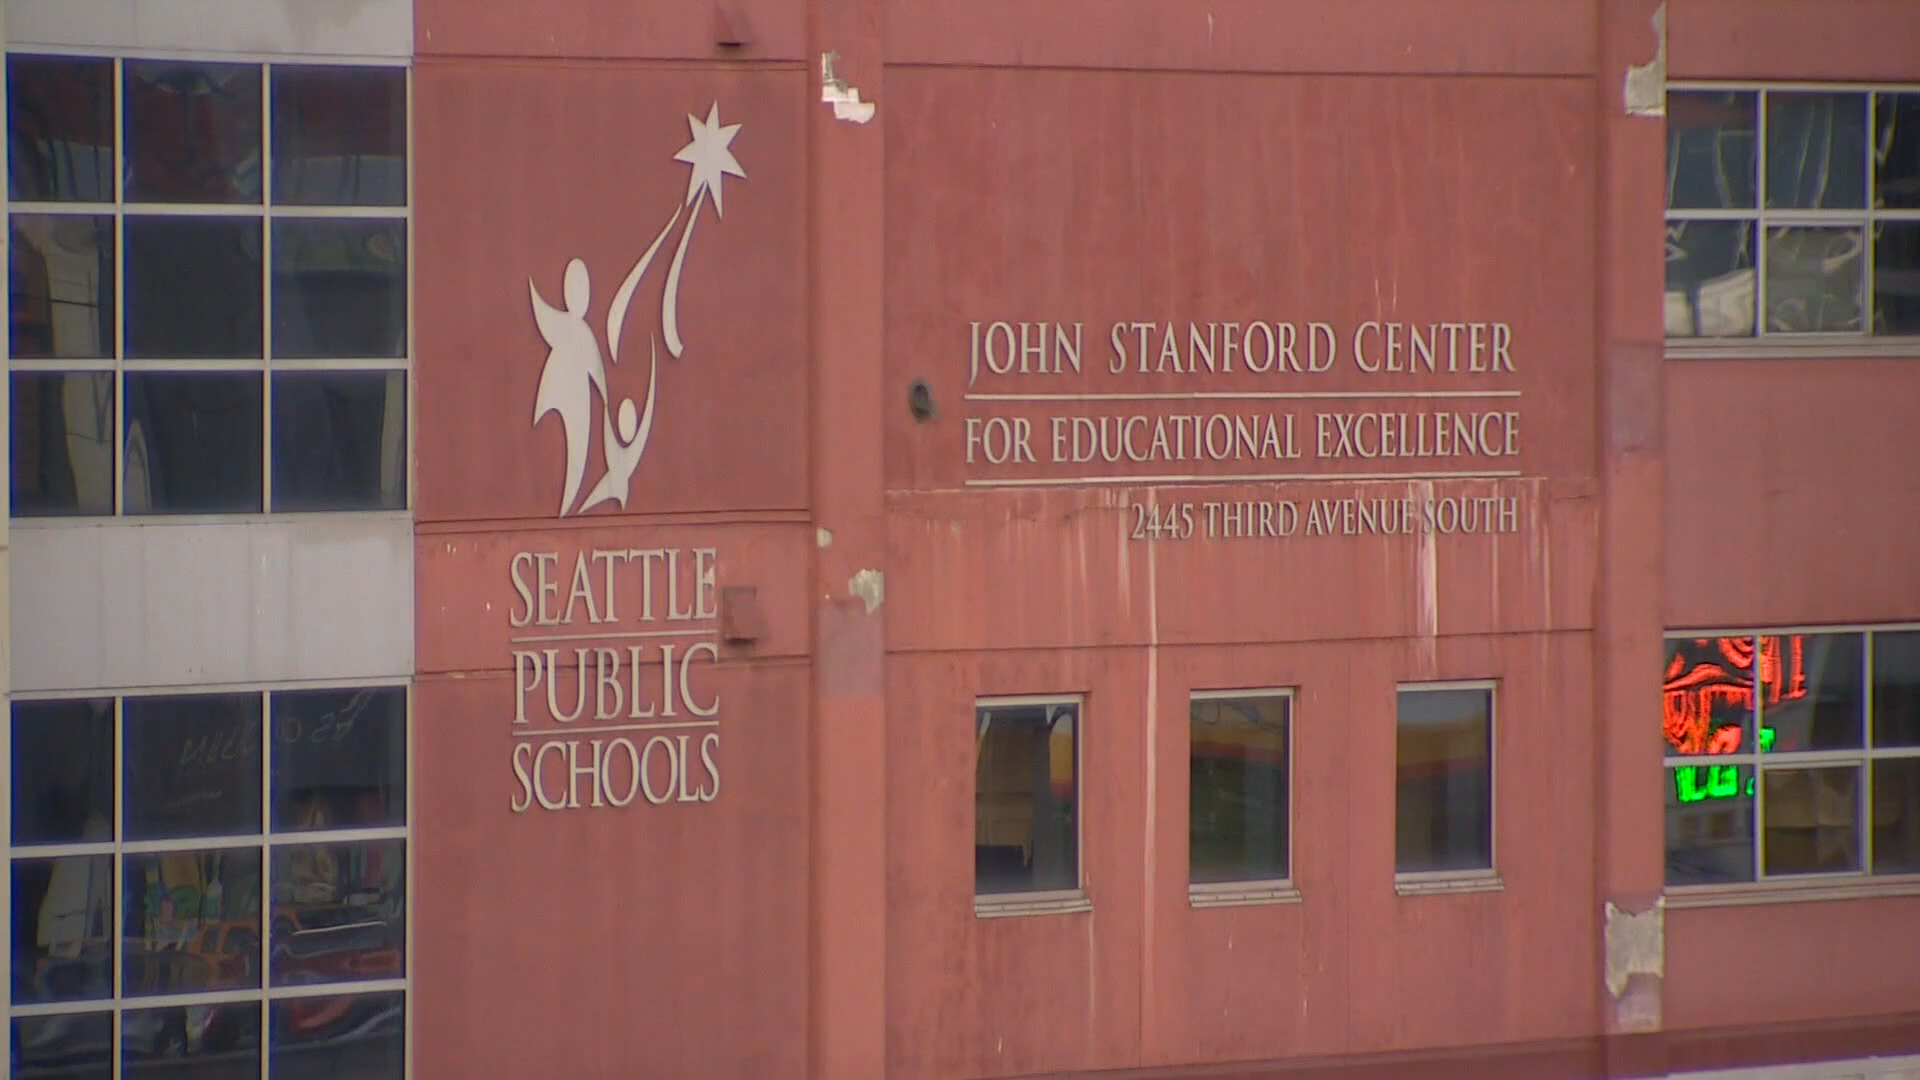 SEATTLE
PUBLIC
SCHOOLS
JOHN STANFORD CENTER
FOR EDUCATIONAL EXCELLENCE
2445 THIRD AVENUE SOUTH